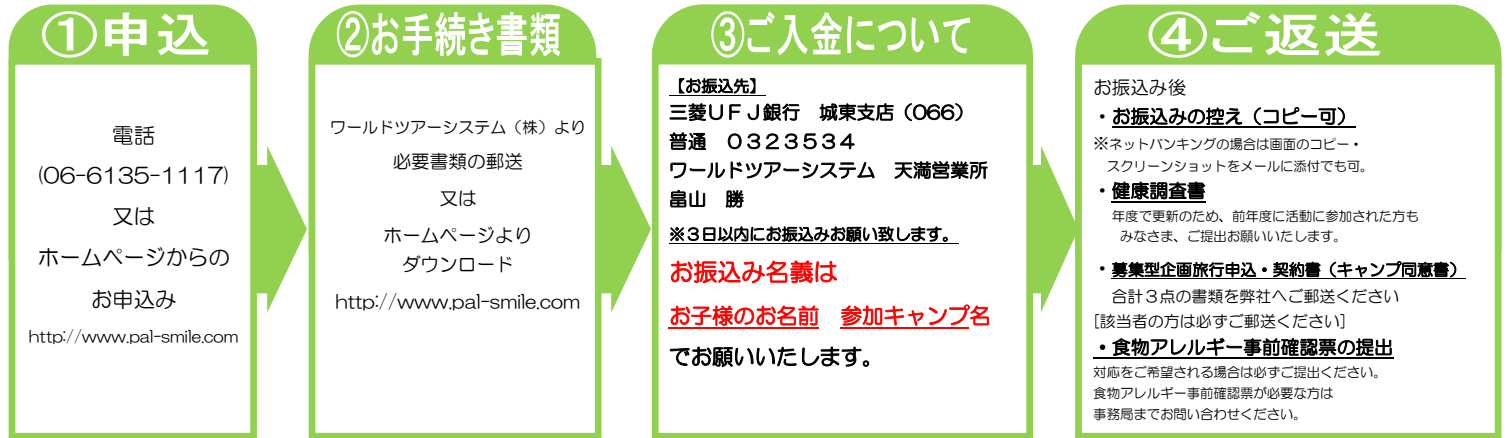 ①申込
電話
(06-6135-1117)
又は
ホームページからの
お申込み
http://www.pal-smile.com
②お手続き書類
ワールドツアーシステム（株）より
必要書類の郵送
又は
ホームページより
ダウンロード
http://www.pal-smile.com
③ご入金について
【お振込先】
三菱ＵＦＪ銀行　城東支店（066）
普通　０３２３５３４
ワールドツアーシステム　天満営業所
畠山　勝
※３日以内にお振込みお願い致します。
お振込み名義は
お子様のお名前　参加キャンプ名
でお願いいたします。
④ご返送
お振込み後
・お振込みの控え（コピー可）
※ネットバンキングの場合は画面のコピー・
スクリーンショットをメールに添付でも可。
・健康調査書
年度で更新のため、前年度に活動に参加された方も
みなさま、ご提出お願いいたします。
・募集型企画旅行申込・契約書（キャンプ同意書）
合計３点の書類を弊社へご郵送ください
[該当者の方は必ずご郵送ください]
・食物アレルギー事前確認票の提出
対応をご希望される場合は必ずご提出ください。
食物アレルギー事前確認票が必要な方は
事務局までお問い合わせください。